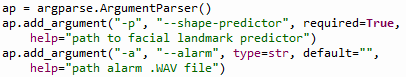 ap = argparse.ArgumentParser()
ap.add_argument("-p", "--shape-predictor", required=True,
    help="path to facial landmark predictor")
ap.add_argument("-a", "--alarm", type=str, default="",
    help="path alarm .WAV file")